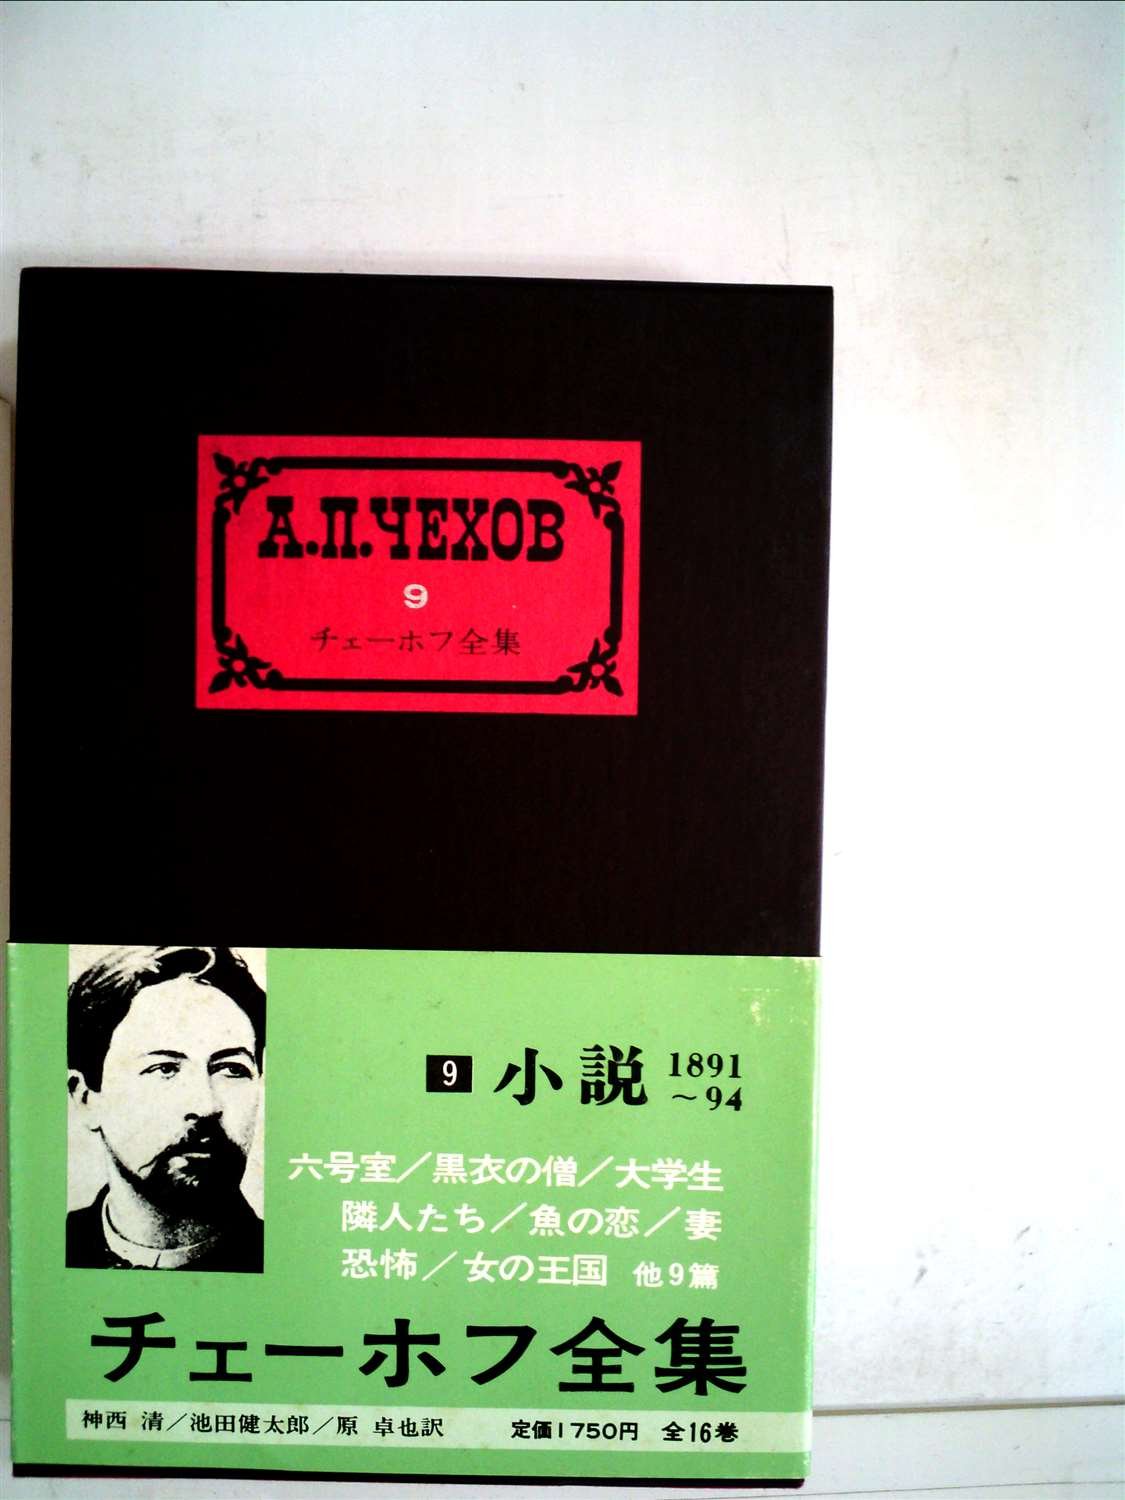 А.П.ЧЕХОВ
9
チェーホフ全集
9 小説 1891
～94
六号室／黒衣の僧／大学生
隣人たち／魚の恋／妻
恐怖／女の王国 他9篇
チェーホフ全集
神西 清／池田健太郎／原 卓也訳 定価1750円 全16巻